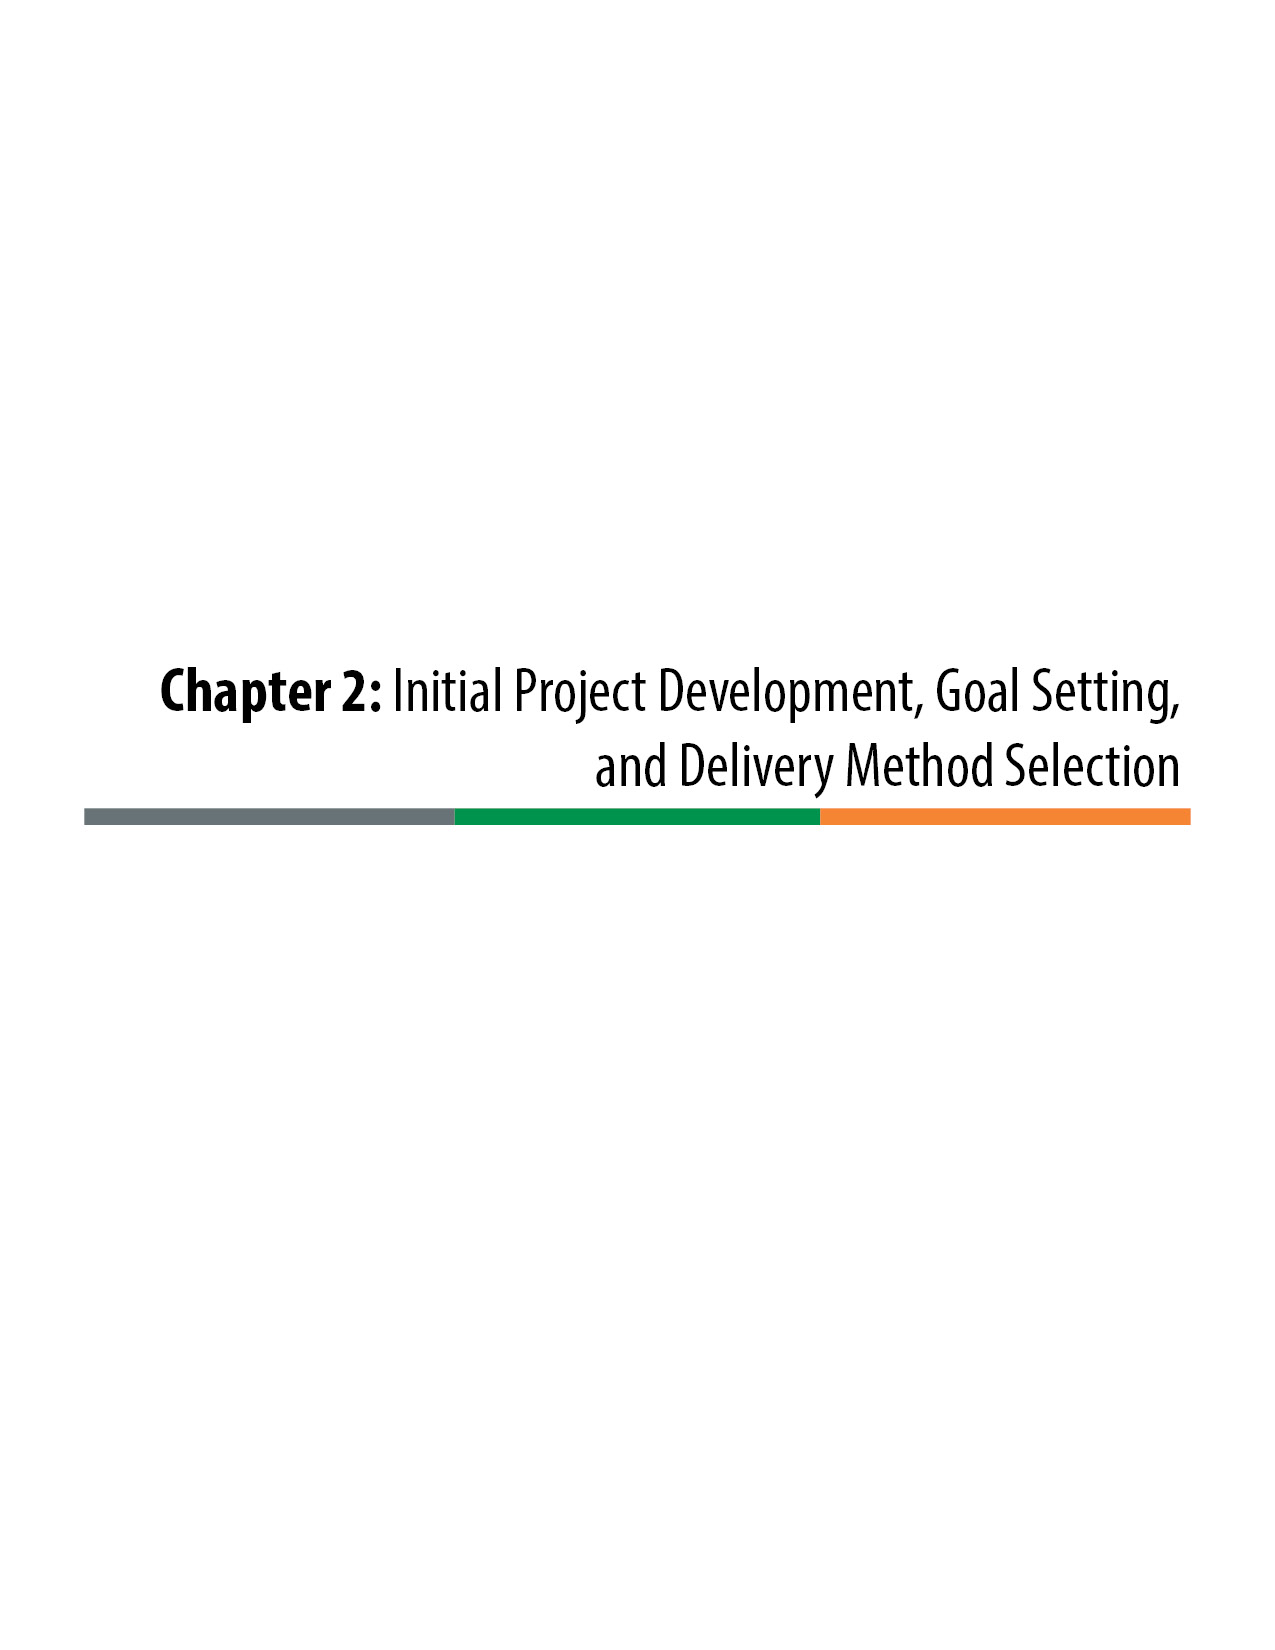 Chapter 2: Initial Project Development, Goal Setting,
and Delivery Method Selection